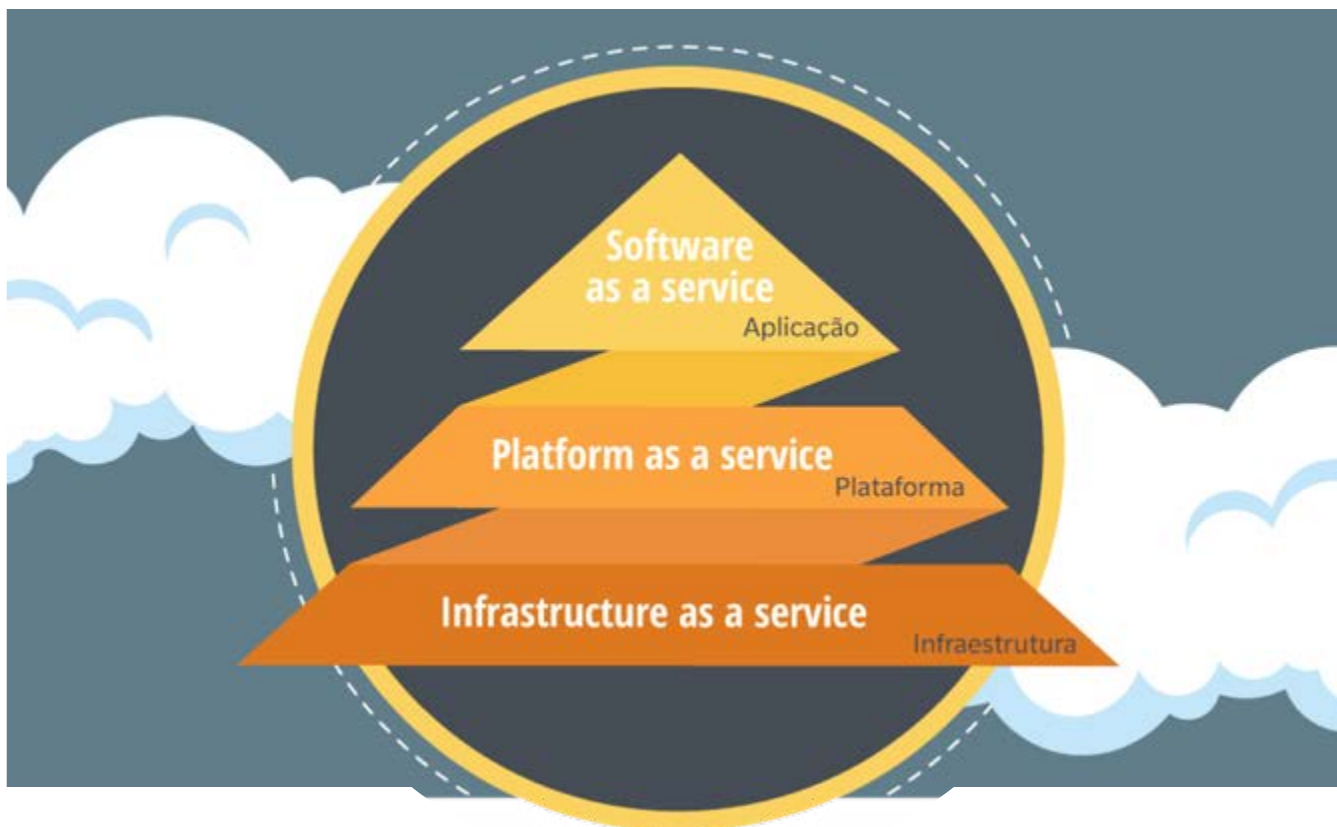 Software
as a service
Aplicação
Platform as a service
Plataforma
Infrastructure as a service
Infraestrutura